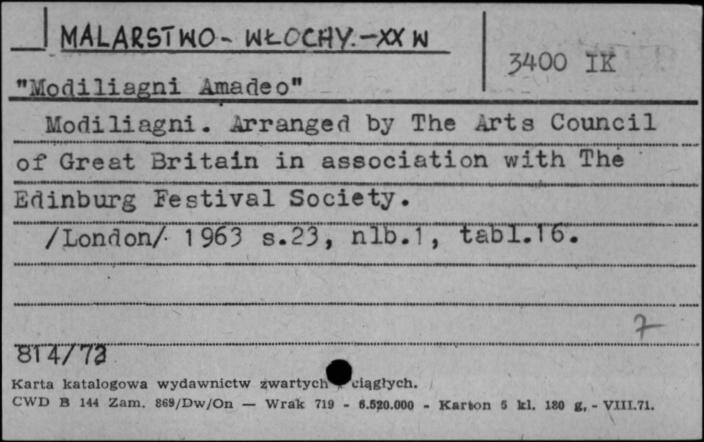 MALARSTWO - WŁOCHY. - XX W
3400 IK
"Modiliagni Amadeo"
Modiliagni. Arranged by The Arts Council
of Great Britain in association with The
Edinburg Festival Society.
/London/ 1963 s.23, nlb.1, tabl.16.
7
814/73
Karta katalogowa wydawnictw zwartych ciągłych.
CWD B 144 Zam. 869/Dw/On — Wrak 719 - 6.520.000 - Karton 5 kl. 180 g, - VIII.71.